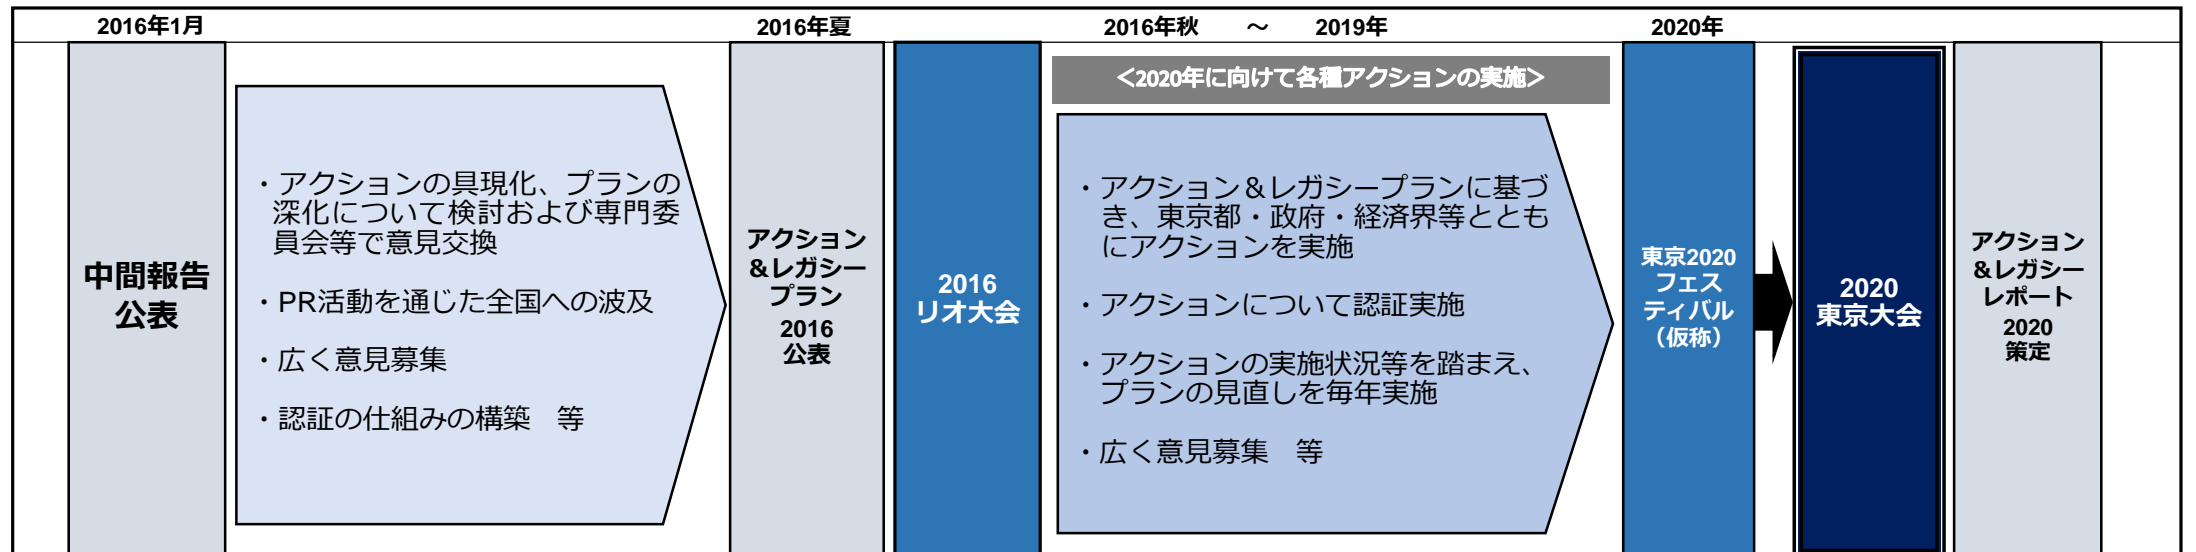 2016年1月
2016年夏
2016年秋　～　2019年
2020年
中間報告
公表
・アクションの具現化、プランの
深化について検討および専門委
員会等で意見交換
・PR活動を通じた全国への波及
・広く意見募集
・認証の仕組みの構築　等
アクション
&レガシー
プラン
2016
公表
2016
リオ大会
＜2020年に向けて各種アクションの実施＞
・アクション＆レガシープランに基づ
き、東京都・政府・経済界等ととも
にアクションを実施
・アクションについて認証実施
・アクションの実施状況等を踏まえ、
プランの見直しを毎年実施
・広く意見募集　等
東京2020
フェス
ティバル
（仮称）
2020
東京大会
アクション
&レガシー
レポート
2020
策定